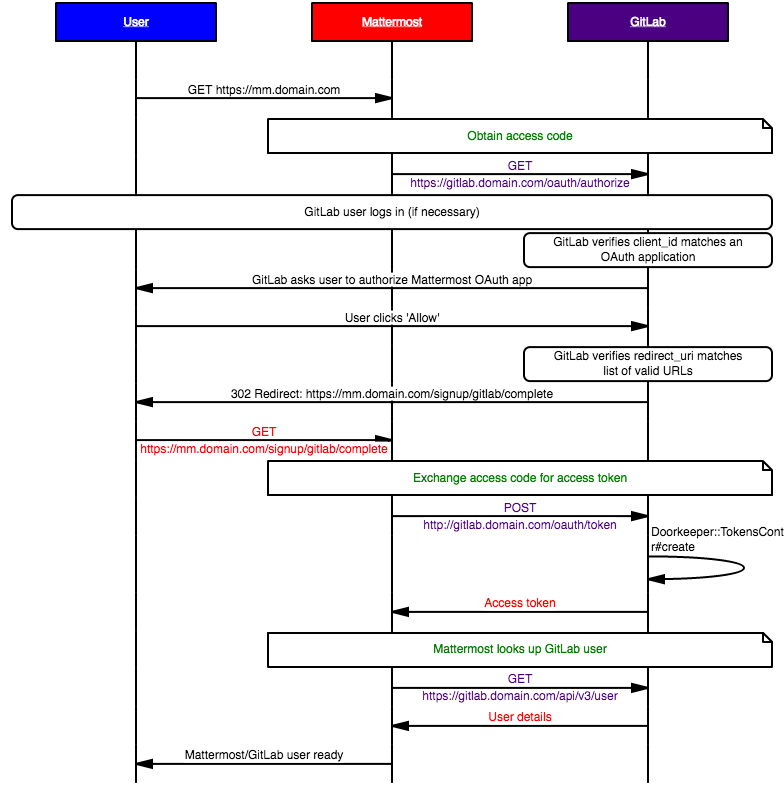 User
Mattermost
GitLab
GET https://mm.domain.com
Obtain access code
GET
https://gitlab.domain.com/oauth/authorize
GitLab user logs in (if necessary)
GitLab verifies client_id matches an
OAuth application
GitLab asks user to authorize Mattermost OAuth app
User clicks 'Allow'
GitLab verifies redirect_uri matches
list of valid URLs
302 Redirect: https://mm.domain.com/signup/gitlab/complete
GET
https://mm.domain.com/signup/gitlab/complete
Exchange access code for access token
POST
http://gitlab.domain.com/oauth/token
Doorkeeper::TokensCont
r#create
Access token
Mattermost looks up GitLab user
GET
https://gitlab.domain.com/api/v3/user
User details
Mattermost/GitLab user ready